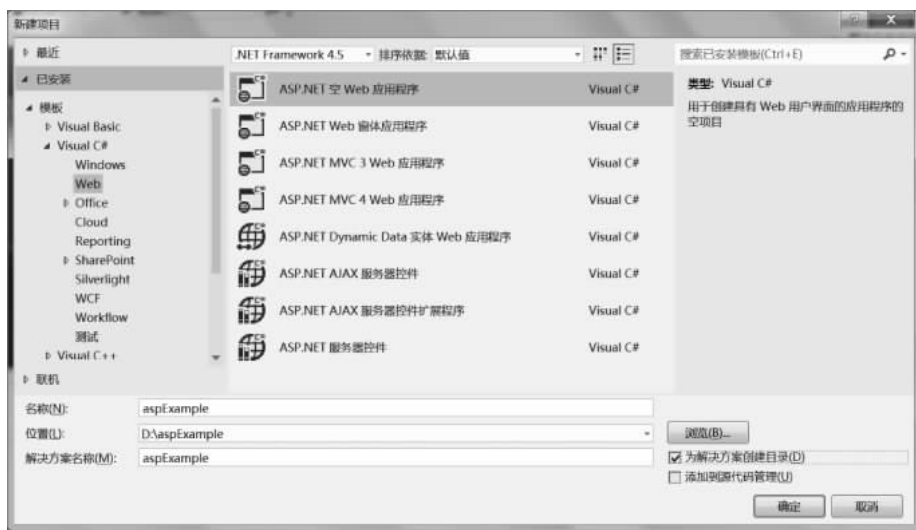 新建项目
最近
.NET Framework 4.5
排序依据: 默认值
搜索已安装模板(Ctrl+E)
已安装
模板
Visual Basic
Visual C#
Windows
Web
Office
Cloud
Reporting
SharePoint
Silverlight
WCF
Workflow
测试
Visual C++
联机
ASP.NET 空 Web 应用程序 Visual C#
ASP.NET Web 窗体应用程序 Visual C#
ASP.NET MVC 3 Web 应用程序 Visual C#
ASP.NET MVC 4 Web 应用程序 Visual C#
ASP.NET Dynamic Data 实体 Web 应用程序 Visual C#
ASP.NET AJAX 服务器控件 Visual C#
ASP.NET AJAX 服务器控件扩展程序 Visual C#
ASP.NET 服务器控件 Visual C#
类型: Visual C#
用于创建具有 Web 用户界面的应用程序的
空项目
名称(N): aspExample
位置(L): D:\aspExample
浏览(B)...
解决方案名称(M): aspExample
为解决方案创建目录(D)
添加到源代码管理(U)
确定
取消